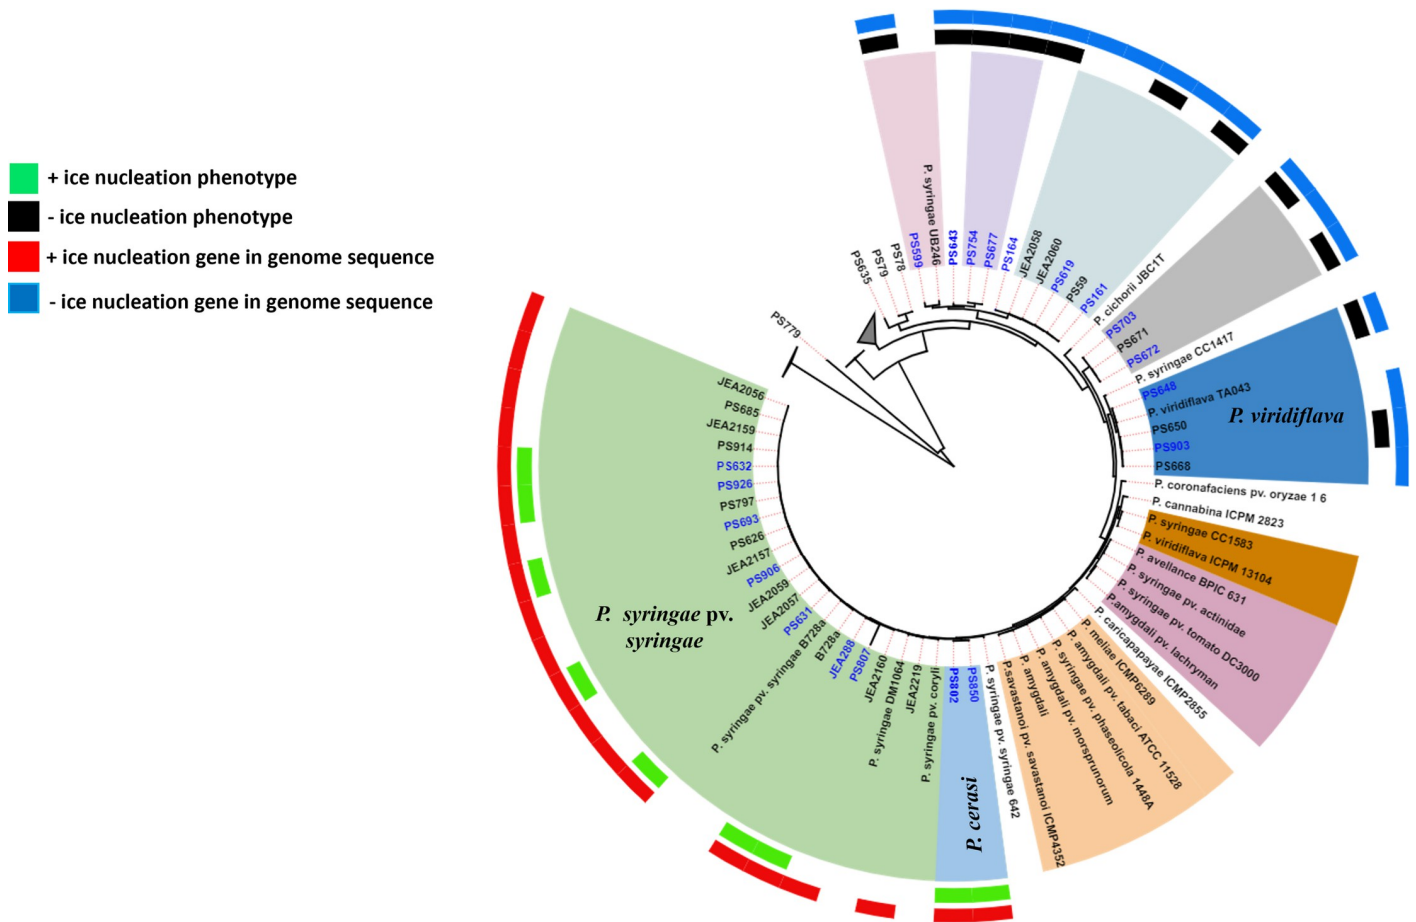 + ice nucleation phenotype
- ice nucleation phenotype
+ ice nucleation gene in genome sequence
- ice nucleation gene in genome sequence
PS779
PS635
PS79
PS78
PS599
P. syringae UB246
PS643
PS754
PS677
PS164
JEA2058
JEA2060
PS619
PS59
PS161
P. cichorii JBC1T
PS703
PS671
PS672
P. syringae CC1417
PS648
P. viridiflava TA043
PS650
PS903
PS668
P. viridiflava
P. coronafaciens pv. oryzae 1 6
P. cannabina ICPM 2823
P. syringae CC1583
P. viridiflava ICPM 13104
P. avellance BPIC 631
P. syringae pv. actinidae
P. syringae pv. tomato DC3000
P.amygdali pv. lachryman
P. caricapapayae ICMP2855
P. meliae ICMP6289
P. amygdali pv. tabaci ATCC 11528
P. syringae pv. phaseolicola 1448A
P. amygdali pv. morsprunorum
P. amygdali
P.savastanoi pv. savastanoi ICMP4352
P. syringae pv. syringae 642
PS850
PS802
P. cerasi
P. syringae pv. coryli
JEA2219
P. syringae DM1064
JEA2160
PS807
JEA288
B728a
P. syringae pv. syringae B728a
PS631
JEA2057
JEA2059
PS906
JEA2157
PS626
PS693
PS797
PS926
PS632
PS914
JEA2159
PS685
JEA2056
P. syringae pv.
syringae